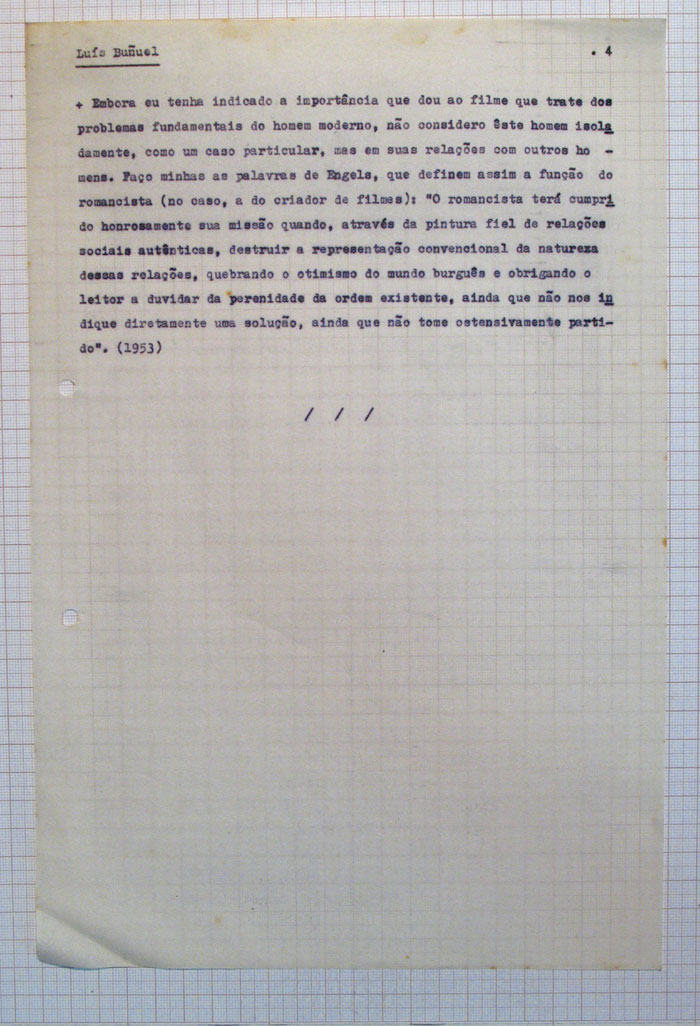 Luís Buñuel . 4
+ Embora eu tenha indicado a importância que dou ao filme que trate dos
problemas fundamentais do homem moderno, não considero êste homem isola
damente, como um caso particular, mas em suas relações com outros ho -
mens. Faço minhas as palavras de Engels, que definem assim a função do
romancista (no caso, a do criador de filmes): "O romancista terá cumpri
do honrosamente sua missão quando, através da pintura fiel de relações
sociais autênticas, destruir a representação convencional da natureza
dessas relações, quebrando o otimismo do mundo burguês e obrigando o
leitor a duvidar da perenidade da ordem existente, ainda que não nos in
dique diretamente uma solução, ainda que não tome ostensivamente parti-
do". (1953)
/ / /